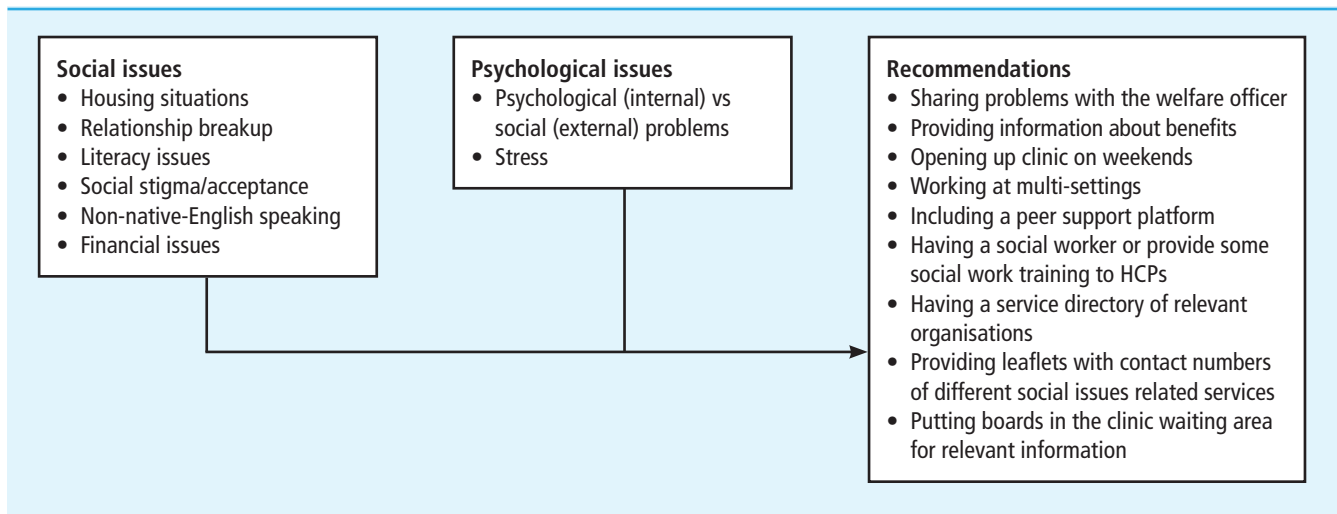 Social issues
• Housing situations
• Relationship breakup
• Literacy issues
• Social stigma/acceptance
• Non-native-English speaking
• Financial issues
Psychological issues
• Psychological (internal) vs
social (external) problems
• Stress
Recommendations
• Sharing problems with the welfare officer
• Providing information about benefits
• Opening up clinic on weekends
• Working at multi-settings
• Including a peer support platform
• Having a social worker or provide some
social work training to HCPs
• Having a service directory of relevant
organisations
• Providing leaflets with contact numbers
of different social issues related services
• Putting boards in the clinic waiting area
for relevant information